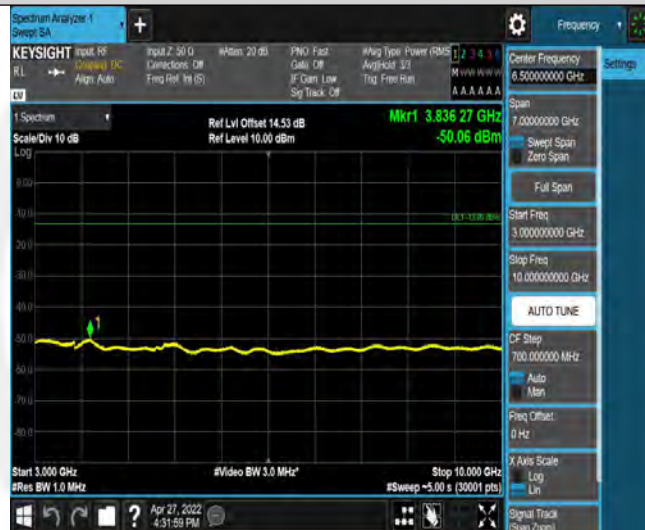 Spectrum Analyzer 1
Swept SA
+
Frequency
KEYSIGHT
RL
Input: RF
Coupling: DC
Align: Auto
Input Z: 50 Ω
Corrections: Off
Freq Ref: Int (S)
#Atten: 20 dB
PNO: Fast
Gate: Off
IF Gain: Low
Sig Track: Off
#Avg Type: Power (RMS
Avg|Hold: 3/3
Trig: Free Run
1 2 3 4 5 6
M W W W W W
A A A A A A
LV
1 Spectrum
Scale/Div 10 dB
Log
Ref Lvl Offset 14.53 dB
Ref Level 10.00 dBm
Mkr1 3.836 27 GHz
-50.06 dBm
0.00
-10.0
-20.0
-30.0
-40.0
-50.0
-60.0
-70.0
-80.0
1
Start 3.000 GHz
#Res BW 1.0 MHz
#Video BW 3.0 MHz*
Stop 10.000 GHz
#Sweep ~5.00 s (30001 pts)
Center Frequency
6.500000000 GHz
Settings
Span
7.00000000 GHz
Swept Span
Zero Span
Full Span
Start Freq
3.000000000 GHz
Stop Freq
10.000000000 GHz
AUTO TUNE
CF Step
700.000000 MHz
Auto
Man
Freq Offset
0 Hz
X Axis Scale
Log
Lin
Signal Track
(Span Zoom)
?
Apr 27, 2022
4:31:59 PM